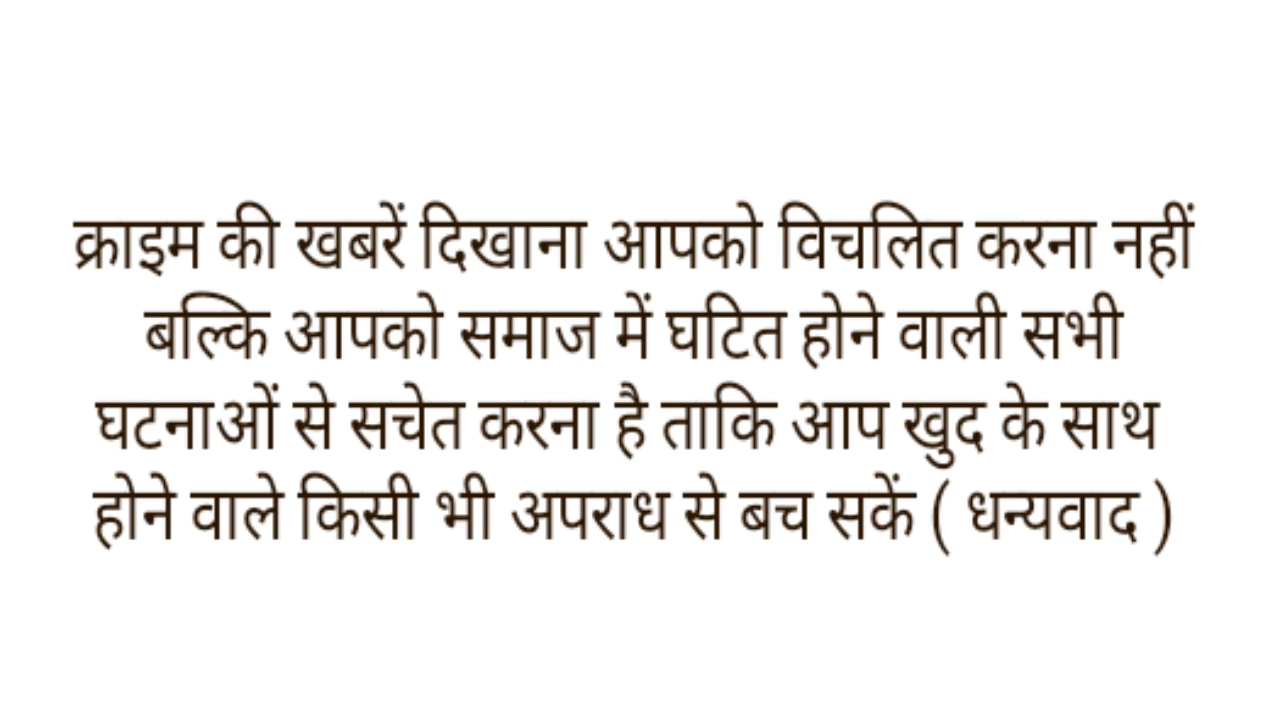 क्राइम की खबरें दिखाना आपको विचलित करना नहीं
बल्कि आपको समाज में घटित होने वाली सभी
घटनाओं से सचेत करना है ताकि आप खुद के साथ
होने वाले किसी भी अपराध से बच सकें ( धन्यवाद )